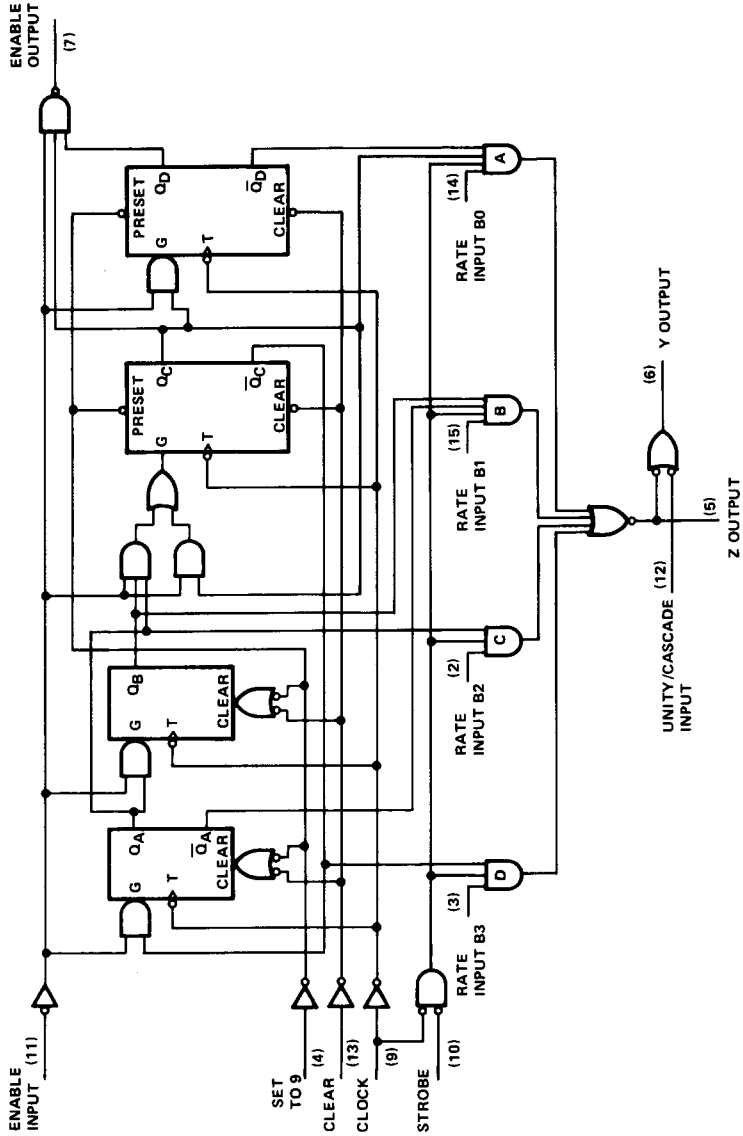 ENABLE
INPUT (11)
SET
TO 9 (4)
CLEAR (13)
CLOCK (9)
STROBE (10)
G
QA
T
Q̅A
CLEAR
G
QB
T
CLEAR
PRESET
G
QC
T
Q̅C
CLEAR
PRESET
G
QD
T
Q̅D
CLEAR
ENABLE
OUTPUT
(7)
(3)
RATE
INPUT B3
D
(2)
RATE
INPUT B2
C
(15)
RATE
INPUT B1
B
(14)
RATE
INPUT B0
A
UNITY/CASCADE (12)
INPUT
(6)
Y OUTPUT
(5)
Z OUTPUT